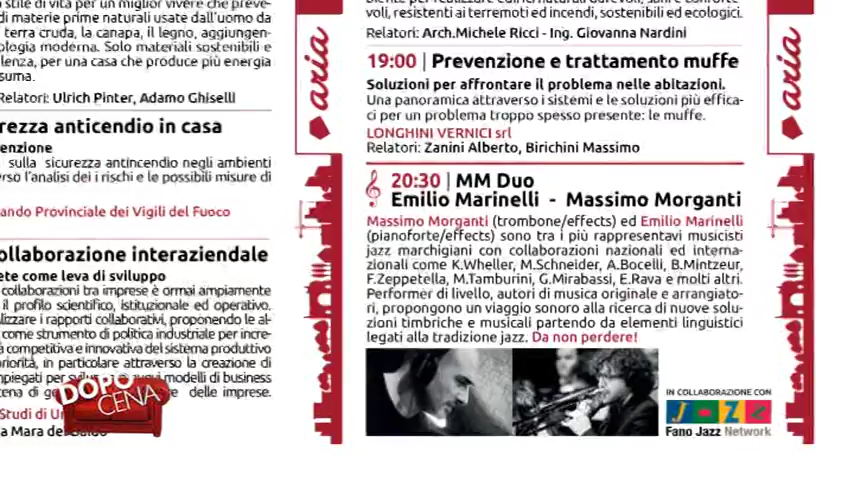 stile di vita per un miglior vivere che preve-
di materie prime naturali usate dall'uomo da
terra cruda, la canapa, il legno, aggiungen-
ologia moderna. Solo materiali sostenibili e
lenza, per una casa che produce più energia
suma.
Relatori: Ulrich Pinter, Adamo Ghiselli
rezza anticendio in casa
enzione
sulla sicurezza antincendio negli ambienti
rso l'analisi dei i rischi e le possibili misure di
ando Provinciale dei Vigili del Fuoco
ollaborazione interaziendale
ete come leva di sviluppo
collaborazioni tra imprese è ormai ampiamente
il profilo scientifico, istituzionale ed operativo.
lizzare i rapporti collaborativi, proponendo le al-
come strumento di politica industriale per incre-
à competitiva e innovativa del sistema produttivo
riorità, in particolare attraverso la creazione di
mpiegati per modelli di business
tena di delle imprese.
Studi di
a Mara
DOPO
CENA
aria
voli, resistenti ai terremoti ed incendi, sostenibili ed ecologici.
Relatori: Arch.Michele Ricci - Ing. Giovanna Nardini
19:00 | Prevenzione e trattamento muffe
Soluzioni per affrontare il problema nelle abitazioni.
Una panoramica attraverso i sistemi e le soluzioni più effica-
ci per un problema troppo spesso presente: le muffe.
LONGHINI VERNICI srl
Relatori: Zanini Alberto, Birichini Massimo
20:30 | MM Duo
Emilio Marinelli - Massimo Morganti
Massimo Morganti (trombone/effects) ed Emilio Marinelli
(pianoforte/effects) sono tra i più rappresentavi musicisti
jazz marchigiani con collaborazioni nazionali ed interna-
zionali come K.Wheller, M.Schneider, A.Bocelli, B.Mintzeur,
F.Zeppetella, M.Tamburini, G.Mirabassi, E.Rava e molti altri.
Performer di livello, autori di musica originale e arrangiato-
ri, propongono un viaggio sonoro alla ricerca di nuove solu-
zioni timbriche e musicali partendo da elementi linguistici
legati alla tradizione jazz. Da non perdere!
IN COLLABORAZIONE CON
JAZZ
Fano Jazz Network
aria